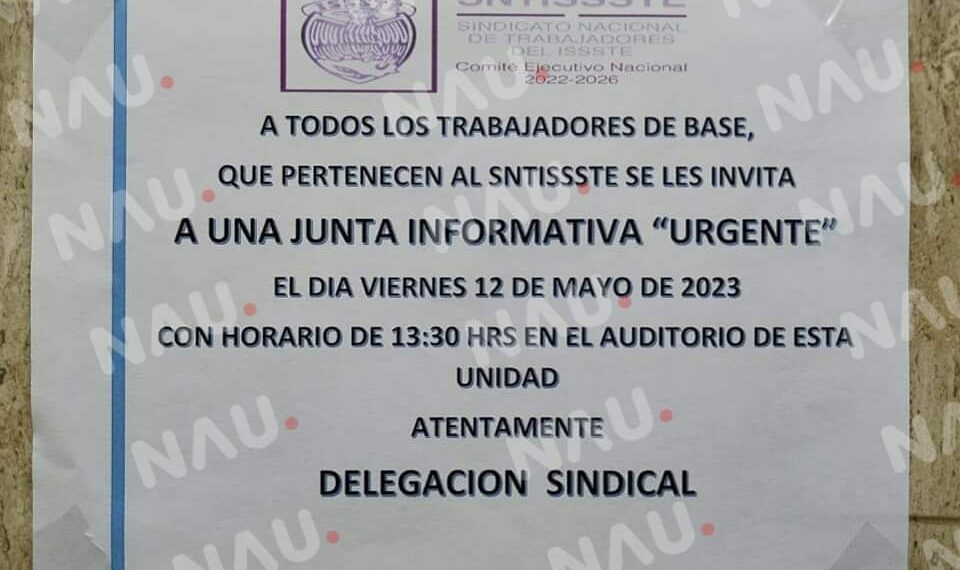 SNTISSSTE
SINDICATO NACIONAL
DE TRABAJADORES
DEL ISSSTE
Comité Ejecutivo Nacional
2022-2026
A TODOS LOS TRABAJADORES DE BASE,
QUE PERTENECEN AL SNTISSSTE SE LES INVITA
A UNA JUNTA INFORMATIVA “URGENTE”
EL DIA VIERNES 12 DE MAYO DE 2023
CON HORARIO DE 13:30 HRS EN EL AUDITORIO DE ESTA
UNIDAD
ATENTAMENTE
DELEGACION SINDICAL
NAU.